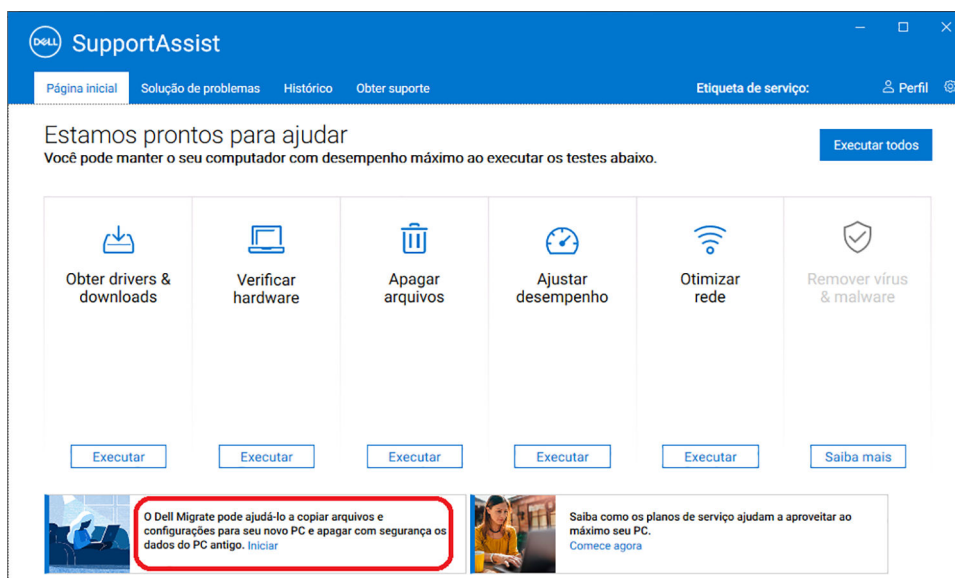 DELL SupportAssist
Página inicial Solução de problemas Histórico Obter suporte Etiqueta de serviço: Perfil
Estamos prontos para ajudar
Você pode manter o seu computador com desempenho máximo ao executar os testes abaixo.
Executar todos
Obter drivers &
downloads
Verificar
hardware
Apagar
arquivos
Ajustar
desempenho
Otimizar
rede
Remover vírus
& malware
Executar Executar Executar Executar Executar Saiba mais
O Dell Migrate pode ajudá-lo a copiar arquivos e
configurações para seu novo PC e apagar com segurança os
dados do PC antigo. Iniciar
Saiba como os planos de serviço ajudam a aproveitar ao
máximo seu PC.
Comece agora